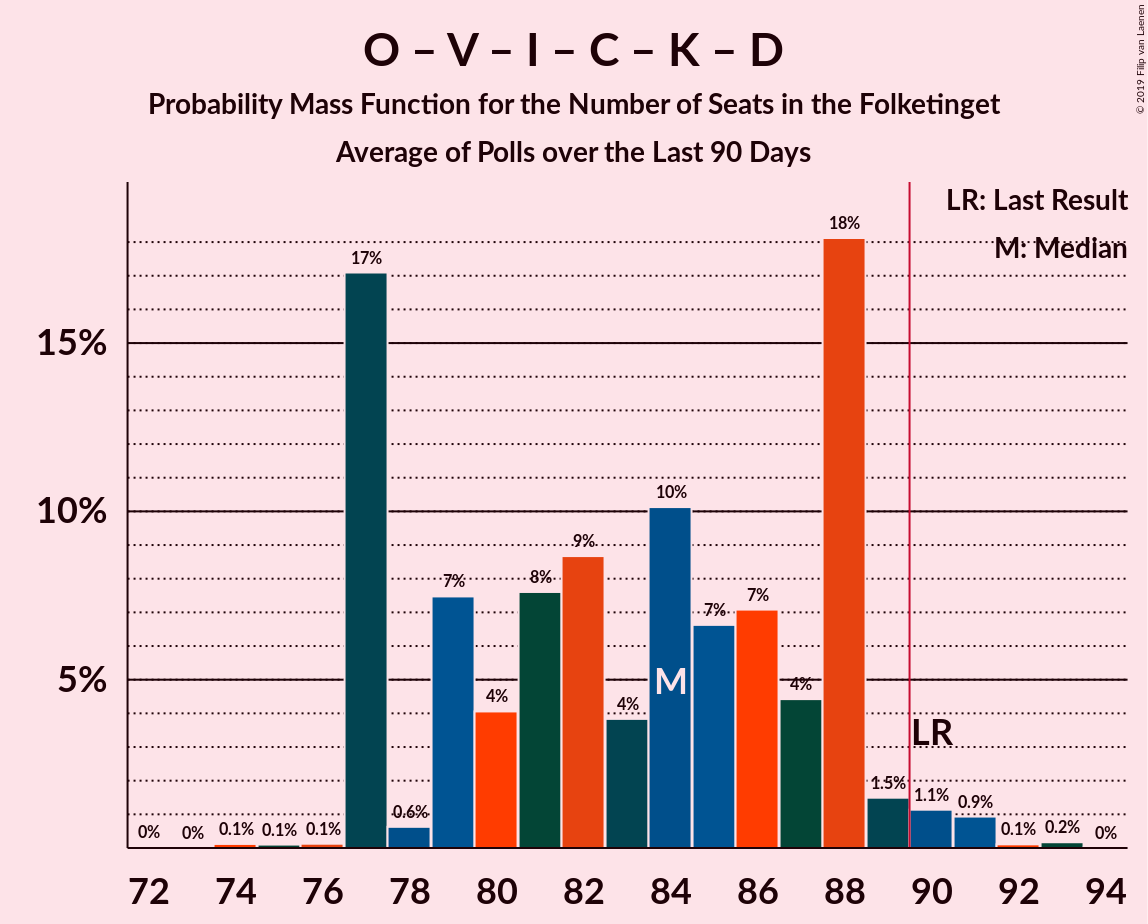 O – V – I – C – K – D
Probability Mass Function for the Number of Seats in the Folketinget
Average of Polls over the Last 90 Days
© 2019 Filip van Laenen
LR: Last Result
M: Median
15%
10%
5%
0%
0%
0.1%
0.1%
0.1%
17%
0.6%
7%
4%
8%
9%
4%
10%
7%
7%
4%
18%
1.5%
1.1%
0.9%
0.1%
0.2%
0%
M
LR
72 74 76 78 80 82 84 86 88 90 92 94